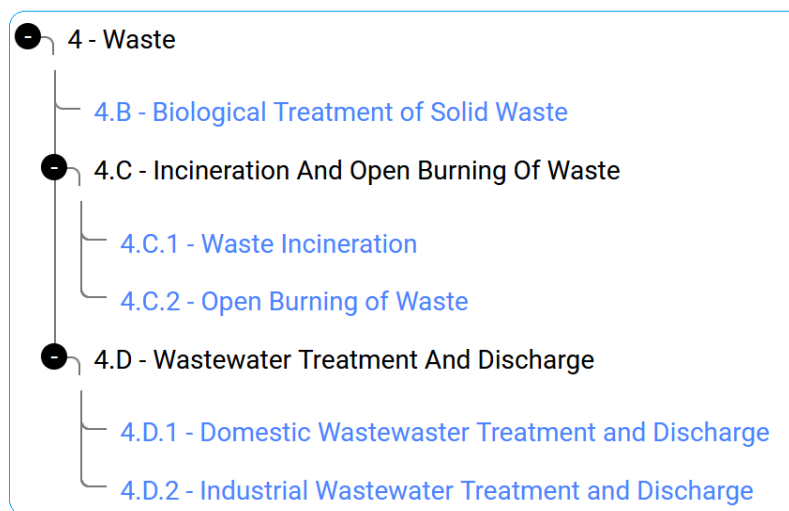 4 - Waste
4.B - Biological Treatment of Solid Waste
4.C - Incineration And Open Burning Of Waste
4.C.1 - Waste Incineration
4.C.2 - Open Burning of Waste
4.D - Wastewater Treatment And Discharge
4.D.1 - Domestic Wastewaster Treatment and Discharge
4.D.2 - Industrial Wastewater Treatment and Discharge